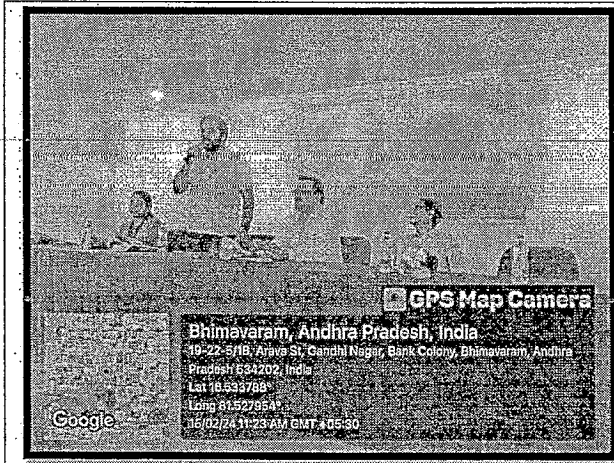 GPS Map Camera
Bhimavaram, Andhra Pradesh, India
19-22-5/1B, Arava St, Gandhi Nagar, Bank Colony, Bhimavaram, Andhra
Pradesh 534202, India
Lat 16.533788°
Long 81.527954°
16/02/24 11:23 AM GMT +05:30
Google